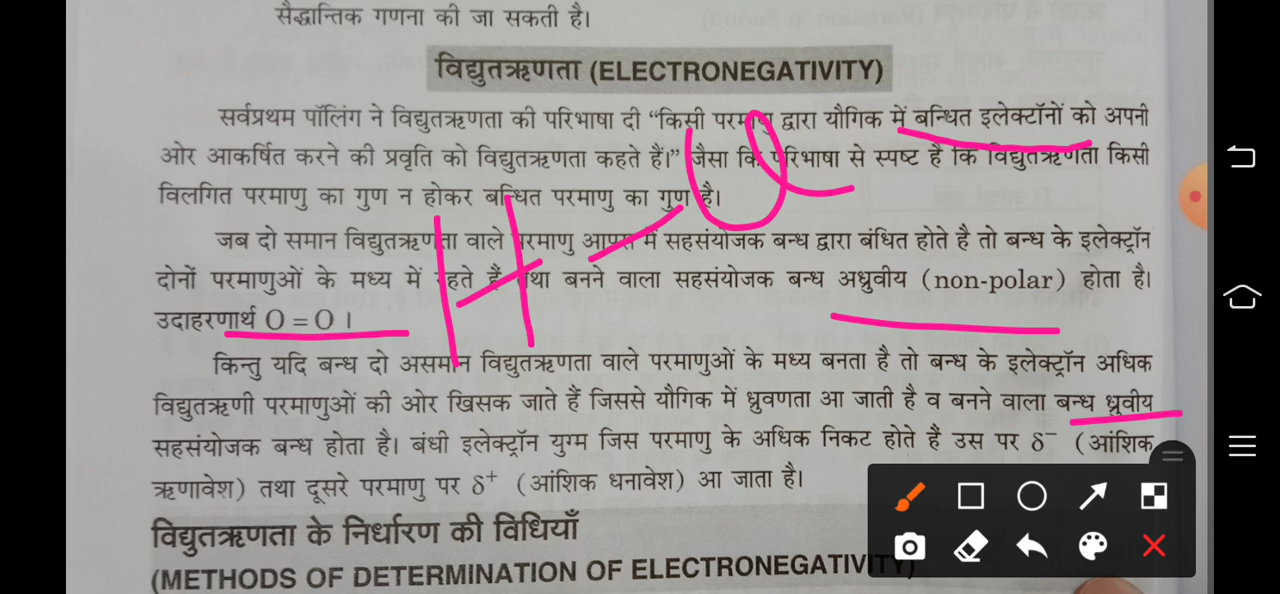 सैद्धान्तिक गणना की जा सकती है।
विद्युतऋणता (ELECTRONEGATIVITY)
सर्वप्रथम पॉलिंग ने विद्युतऋणता की परिभाषा दी “किसी परमाणु द्वारा यौगिक में बन्धित इलेक्टॉनों को अपनी
ओर आकर्षित करने की प्रवृति को विद्युतऋणता कहते हैं।” जैसा कि परिभाषा से स्पष्ट है कि विद्युतऋणता किसी
विलगित परमाणु का गुण न होकर बन्धित परमाणु का गुण है।
जब दो समान विद्युतऋणता वाले परमाणु आपस में सहसंयोजक बन्ध द्वारा बंधित होते है तो बन्ध के इलेक्ट्रॉन
दोनों परमाणुओं के मध्य में रहते हैं तथा बनने वाला सहसंयोजक बन्ध अध्रुवीय (non-polar) होता है।
उदाहरणार्थ O = O ।
H - Cl
किन्तु यदि बन्ध दो असमान विद्युतऋणता वाले परमाणुओं के मध्य बनता है तो बन्ध के इलेक्ट्रॉन अधिक
विद्युतऋणी परमाणुओं की ओर खिसक जाते हैं जिससे यौगिक में ध्रुवणता आ जाती है व बनने वाला बन्ध ध्रुवीय
सहसंयोजक बन्ध होता है। बंधी इलेक्ट्रॉन युग्म जिस परमाणु के अधिक निकट होते हैं उस पर δ⁻ (आंशिक
ऋणावेश) तथा दूसरे परमाणु पर δ⁺ (आंशिक धनावेश) आ जाता है।
विद्युतऋणता के निर्धारण की विधियाँ
(METHODS OF DETERMINATION OF ELECTRONEGATIVITY)